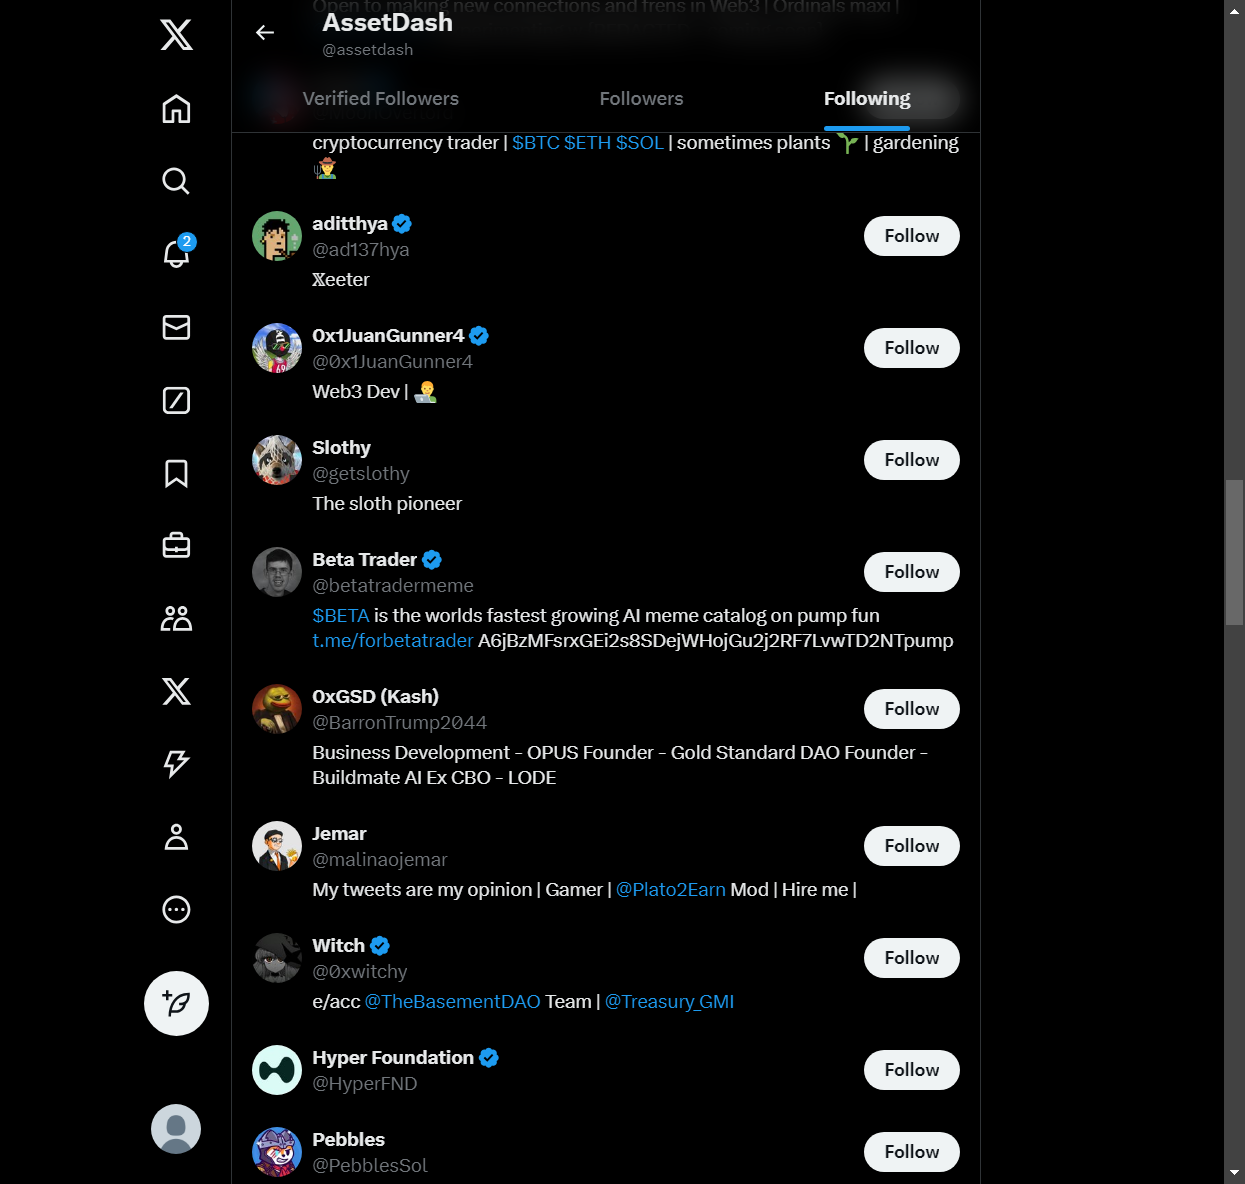 Open to making new connections and frens in Web3 | Ordinals maxi |
AssetDash
@assetdash
Verified Followers
Followers
Following
cryptocurrency trader | $BTC $ETH $SOL | sometimes plants 🌱 | gardening
🧑‍🌾
2
aditthya
@ad137hya
Follow
𝕏eeter
0x1JuanGunner4
@0x1JuanGunner4
Follow
Web3 Dev | 🧑‍💻
Slothy
@getslothy
Follow
The sloth pioneer
Beta Trader
@betatradermeme
Follow
$BETA is the worlds fastest growing AI meme catalog on pump fun
t.me/forbetatrader A6jBzMFsrxGEi2s8SDejWHojGu2j2RF7LvwTD2NTpump
0xGSD (Kash)
@BarronTrump2044
Follow
Business Development - OPUS Founder - Gold Standard DAO Founder -
Buildmate AI Ex CBO - LODE
Jemar
@malinaojemar
Follow
My tweets are my opinion | Gamer | @Plato2Earn Mod | Hire me |
Witch
@0xwitchy
Follow
e/acc @TheBasementDAO Team | @Treasury_GMI
Hyper Foundation
@HyperFND
Follow
Pebbles
@PebblesSol
Follow